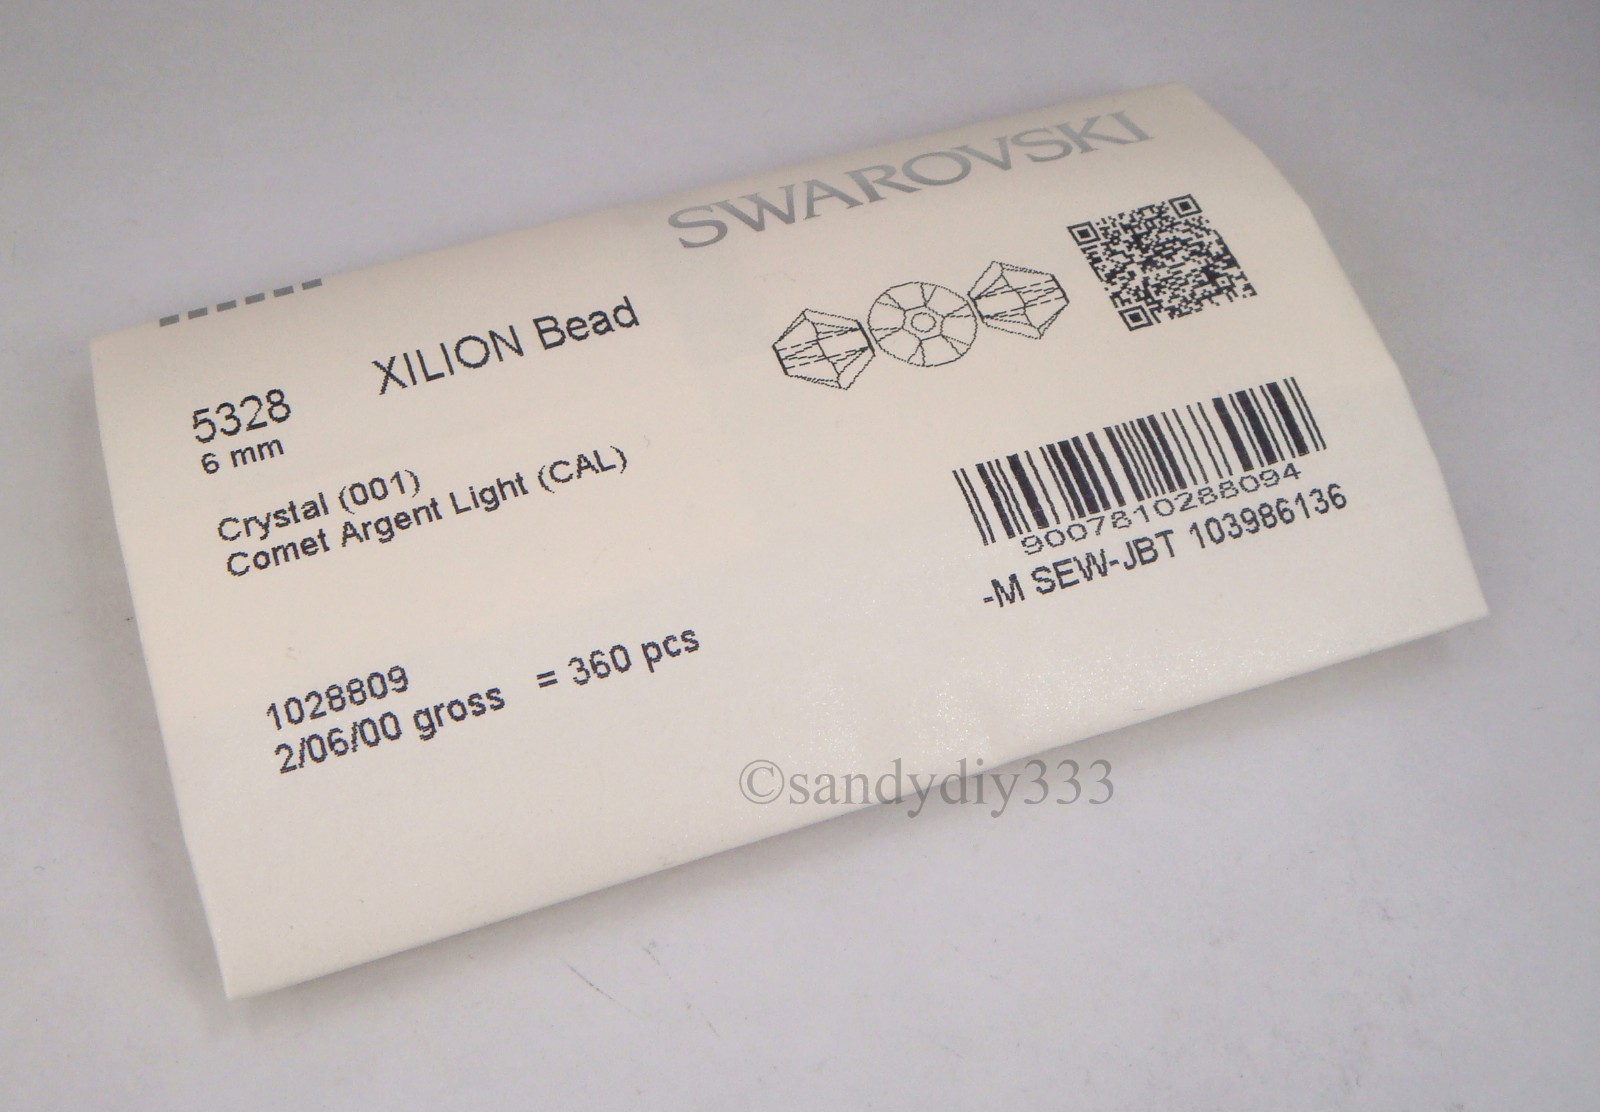 SWAROVSKI
5328 XILION Bead
6 mm
Crystal (001)
Comet Argent Light (CAL)
9007810288094
-M SEW-JBT 103986136
1028809
2/06/00 gross = 360 pcs
©sandydiy333